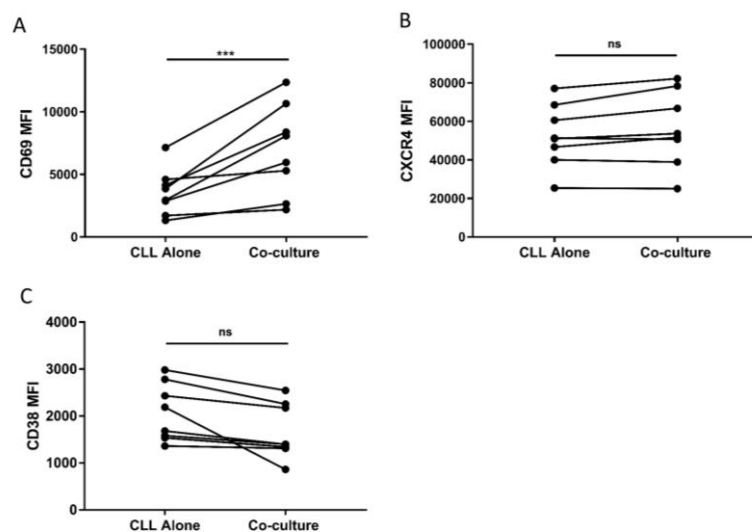 A
CD69 MFI
15000
10000
5000
0
***
CLL Alone
Co-culture
B
CXCR4 MFI
100000
80000
60000
40000
20000
0
ns
CLL Alone
Co-culture
C
CD38 MFI
4000
3000
2000
1000
0
ns
CLL Alone
Co-culture